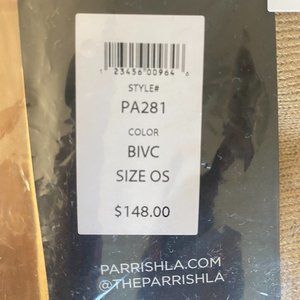 1 23456 00964 6
STYLE#
PA281
COLOR
BIVC
SIZE OS
$148.00
PARRISHLA.COM
@THEPARRISHLA